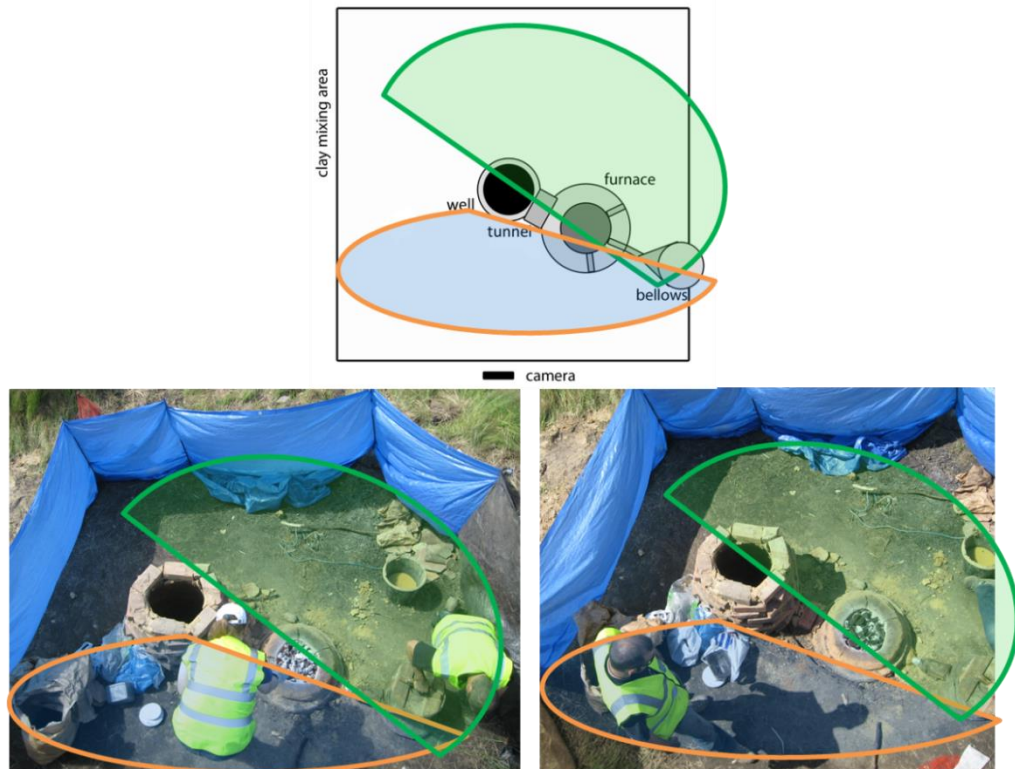 clay mixing area
furnace
well
tunnel
bellows
camera